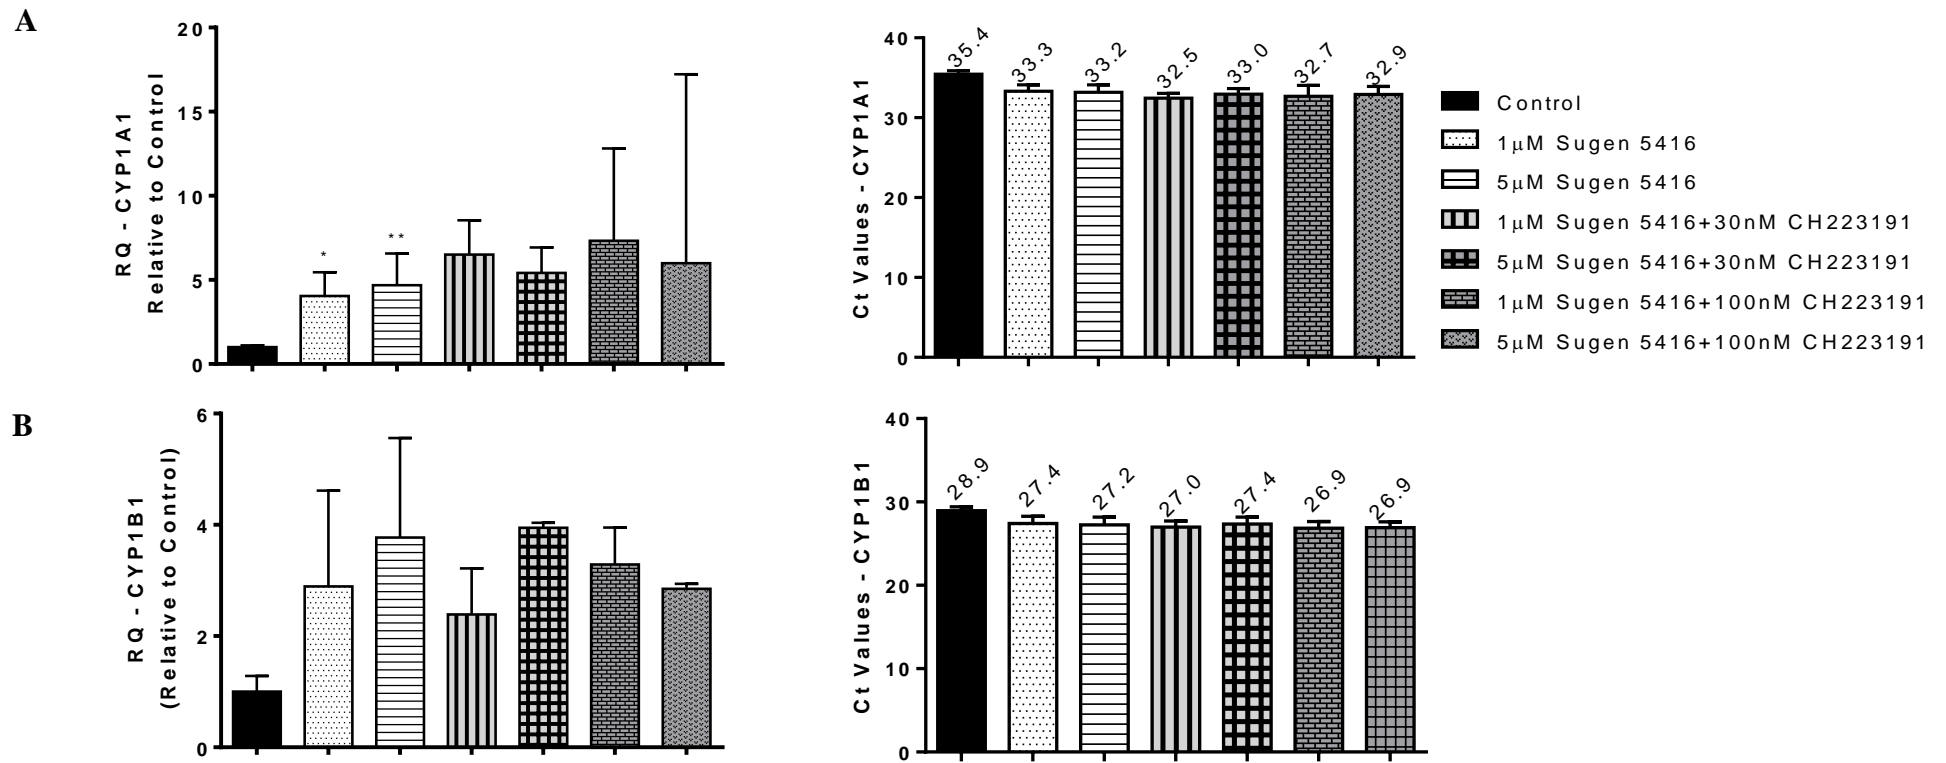 A
RQ - CYP1A1
Relative to Control
20
15
10
5
0
*
**
Ct Values - CYP1A1
40
30
20
10
0
35.4
33.3
33.2
32.5
33.0
32.7
32.9
Control
1μM Sugen 5416
5μM Sugen 5416
1μM Sugen 5416+30nM CH223191
5μM Sugen 5416+30nM CH223191
1μM Sugen 5416+100nM CH223191
5μM Sugen 5416+100nM CH223191
B
RQ - CYP1B1
(Relative to Control)
6
4
2
0
Ct Values - CYP1B1
40
30
20
10
0
28.9
27.4
27.2
27.0
27.4
26.9
26.9